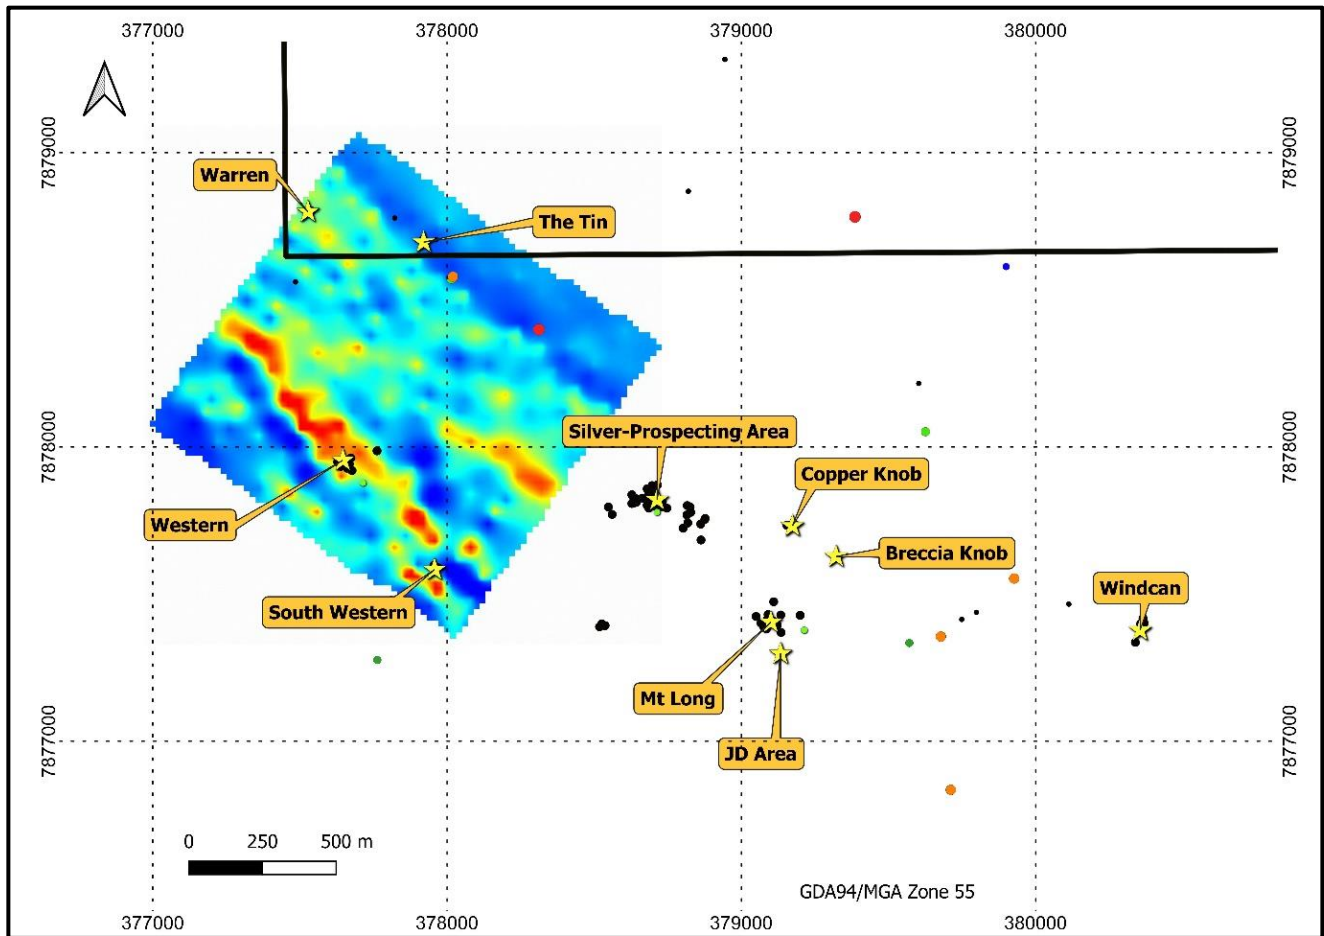 377000
378000
379000
380000
7879000
7879000
Warren
The Tin
Silver-Prospecting Area
7878000
7878000
Copper Knob
Western
Breccia Knob
Windcan
South Western
Mt Long
JD Area
7877000
7877000
0 250 500 m
GDA94/MGA Zone 55
377000
378000
379000
380000